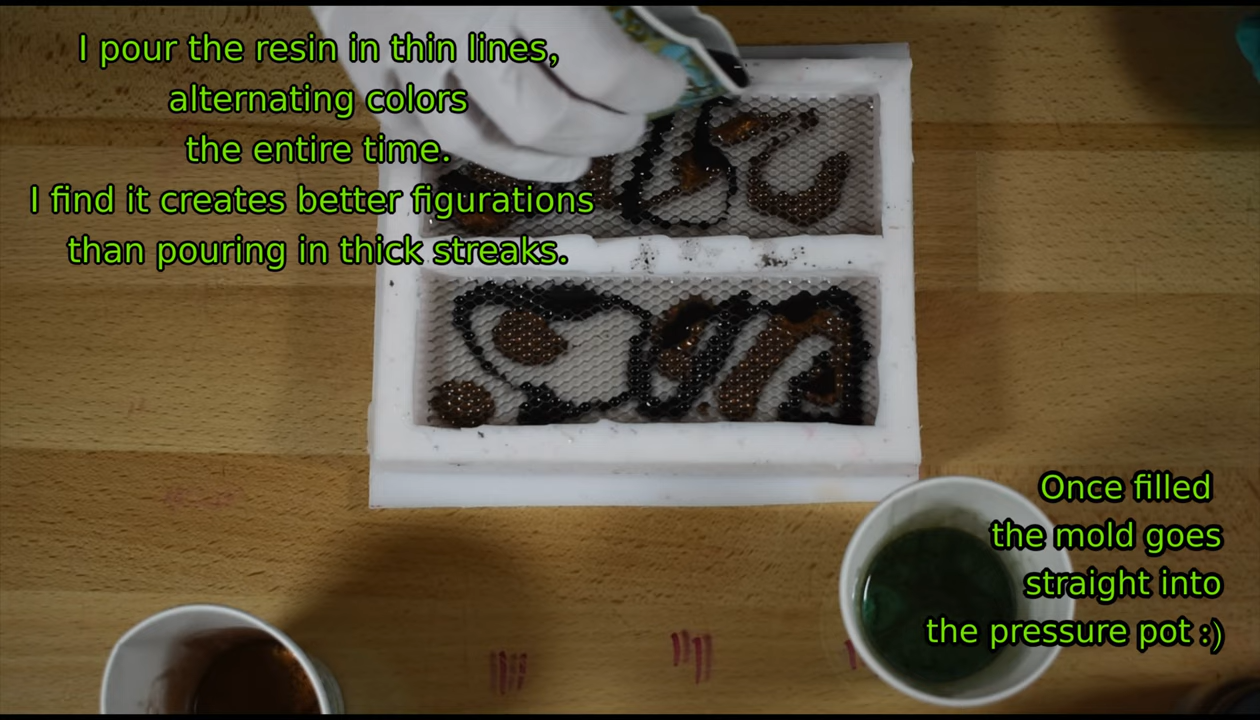 I pour the resin in thin lines,
alternating colors
the entire time.
I find it creates better figurations
than pouring in thick streaks.
Once filled
the mold goes
straight into
the pressure pot :)